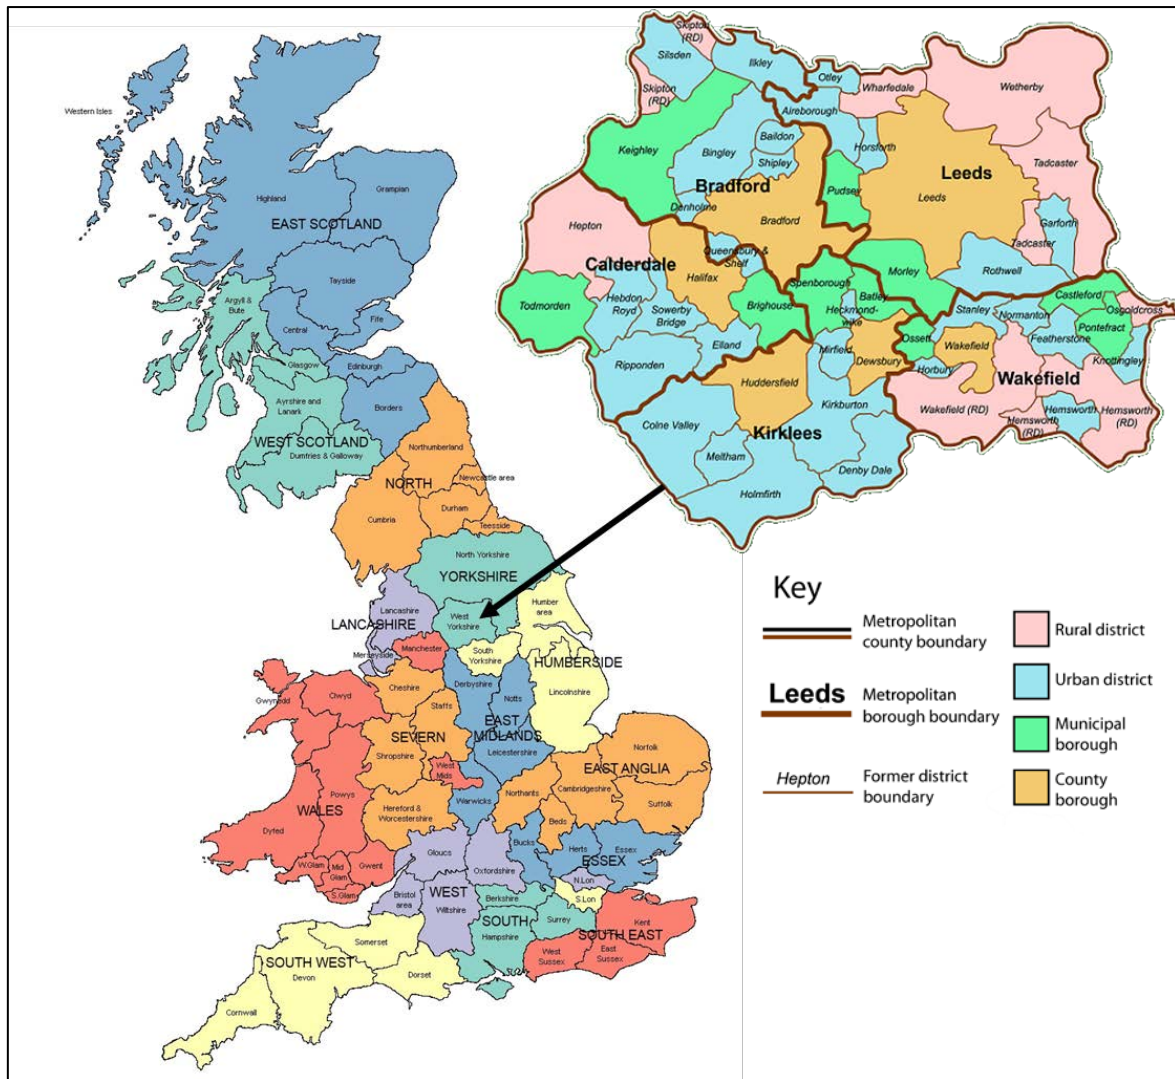 Western Isles
Highland
Grampian
EAST SCOTLAND
Tayside
Argyll &
Bute
Central
Fife
Glasgow
Edinburgh
Ayrshire and
Lanark
Borders
WEST SCOTLAND
Dumfries & Galloway
Northumberland
NORTH
Newcastle area
Cumbria
Durham
Teesside
North Yorkshire
YORKSHIRE
Lancashire
LANCASHIRE
West
Yorkshire
Humber
area
Merseyside
Manchester
South
Yorkshire
HUMBERSIDE
Lincolnshire
Gwynedd
Clwyd
Cheshire
Derbyshire
Staffs
Notts
EAST
MIDLANDS
SEVERN
Leicestershire
Shropshire
West
Mids
Norfolk
EAST ANGLIA
Powys
WALES
Hereford &
Worcestershire
Warwicks
Northants
Cambridgeshire
Suffolk
Dyfed
Beds
W.Glam
Mid
Glam
Gwent
S.Glam
Gloucs
Oxfordshire
Bucks
Herts
Essex
ESSEX
N.Lon
S.Lon
Bristol
area
WEST
Wiltshire
Berkshire
SOUTH
Hampshire
Surrey
Kent
SOUTH EAST
West
Sussex
East
Sussex
Somerset
SOUTH WEST
Devon
Dorset
Cornwall
Skipton
(RD)
Silsden
Ilkley
Otley
Skipton
(RD)
Wharfedale
Wetherby
Aireborough
Keighley
Bingley
Baildon
Shipley
Horsforth
Bradford
Pudsey
Leeds
Leeds
Tadcaster
Denholme
Bradford
Hepton
Queensbury &
Shelf
Garforth
Tadcaster
Calderdale
Halifax
Spenborough
Morley
Rothwell
Todmorden
Hebdon
Royd
Sowerby
Bridge
Brighouse
Batley
Heckmond-
wike
Stanley
Castleford
Normanton
Osgoldcross
Pontefract
Elland
Ripponden
Mirfield
Dewsbury
Ossett
Wakefield
Featherstone
Knottingley
Horbury
Wakefield
Huddersfield
Kirkburton
Wakefield (RD)
Hemsworth
Hemsworth
(RD)
Hemsworth
(RD)
Colne Valley
Kirklees
Meltham
Denby Dale
Holmfirth
Key
Metropolitan
county boundary
Leeds
Metropolitan
borough boundary
Hepton
Former district
boundary
Rural district
Urban district
Municipal
borough
County
borough